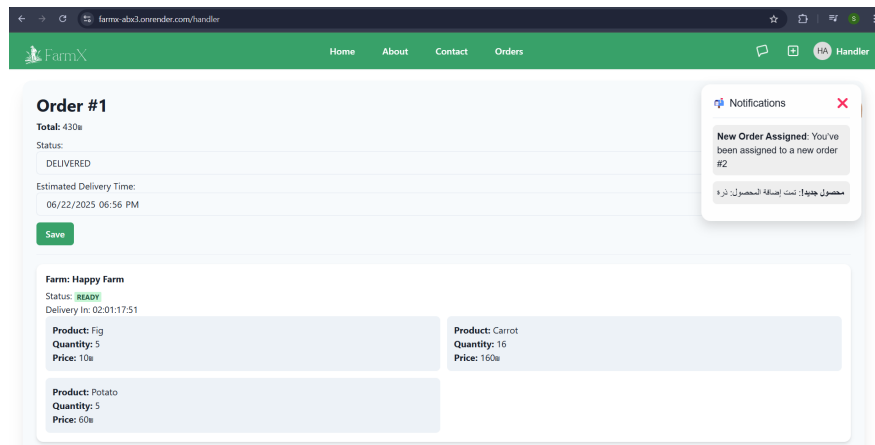 farmx-abx3.onrender.com/handler
S
FarmX
Home
About
Contact
Orders
HA
Handler
Order #1
Total: 430₪
Status:
DELIVERED
Estimated Delivery Time:
06/22/2025 06:56 PM
Save
Notifications
New Order Assigned: You've
been assigned to a new order
#2
محصول جديد!: تمت إضافة المحصول: ذرة
Farm: Happy Farm
Status: READY
Delivery In: 02:01:17:51
Product: Fig
Quantity: 5
Price: 10₪
Product: Carrot
Quantity: 16
Price: 160₪
Product: Potato
Quantity: 5
Price: 60₪